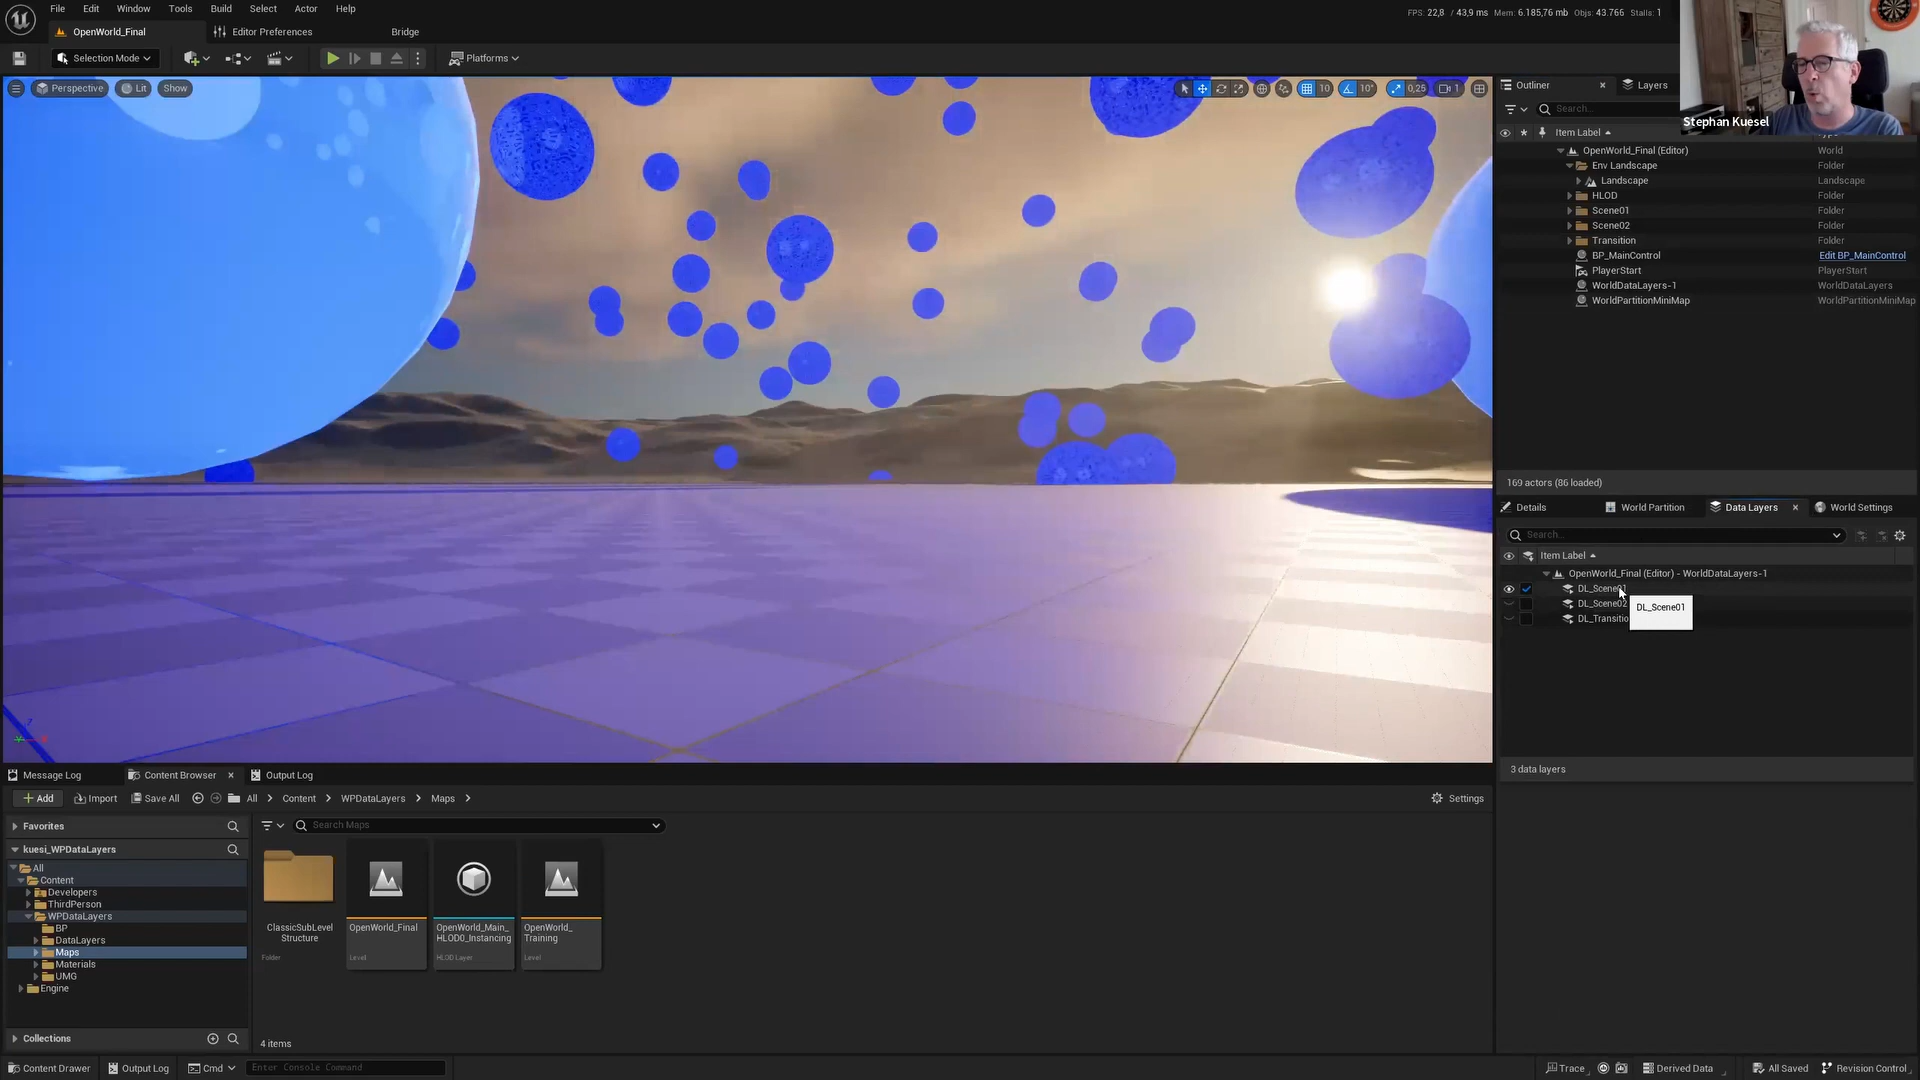 File Edit Window Tools Build Select Actor Help
FPS: 22,8 / 43,9 ms Mem: 6.185,76 mb Objs: 43.766 Stalls: 1
OpenWorld_Final Editor Preferences Bridge
Selection Mode Platforms
Perspective Lit Show
10 10° 0,25 1
Stephan Kuesel
Outliner Layers
Search...
Item Label
OpenWorld_Final (Editor) World
Env Landscape Folder
Landscape Landscape
HLOD Folder
Scene01 Folder
Scene02 Folder
Transition Folder
BP_MainControl Edit BP_MainControl
PlayerStart PlayerStart
WorldDataLayers-1 WorldDataLayers
WorldPartitionMiniMap WorldPartitionMiniMap
169 actors (86 loaded)
Details World Partition Data Layers World Settings
Search...
Item Label
OpenWorld_Final (Editor) - WorldDataLayers-1
DL_Scene01
DL_Scene02
DL_Transitio
DL_Scene01
3 data layers
Message Log Content Browser Output Log
Add Import Save All All Content WPDataLayers Maps Settings
Favorites
Search Maps
kuesi_WPDataLayers
All
Content
Developers
ThirdPerson
WPDataLayers
BP
DataLayers
Maps
Materials
UMG
Engine
Collections
ClassicSubLevel
Structure
Folder
OpenWorld_Final
Level
OpenWorld_Main_
HLOD0_Instancing
HLOD Layer
OpenWorld_
Training
Level
4 items
Content Drawer Output Log Cmd Enter Console Command Trace Derived Data All Saved Revision Control